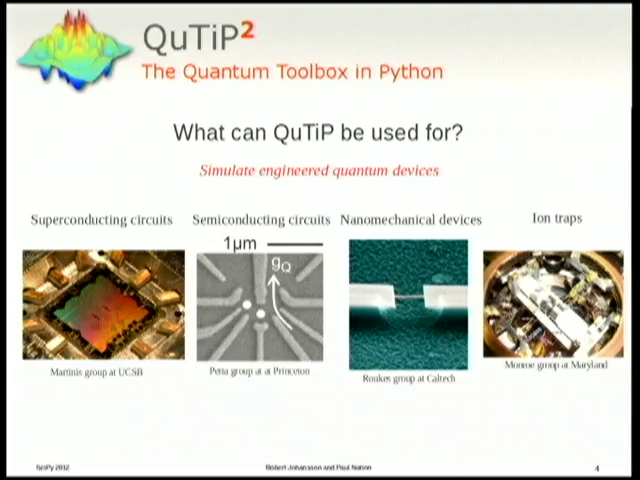 QuTiP²
The Quantum Toolbox in Python
What can QuTiP be used for?
Simulate engineered quantum devices
Superconducting circuits
Semiconducting circuits
Nanomechanical devices
Ion traps
1µm
gQ
Martinis group at UCSB
Petta group at at Princeton
Roukes group at Caltech
Monroe group at Maryland
SciPy 2012
Robert Johansson and Paul Nation
4